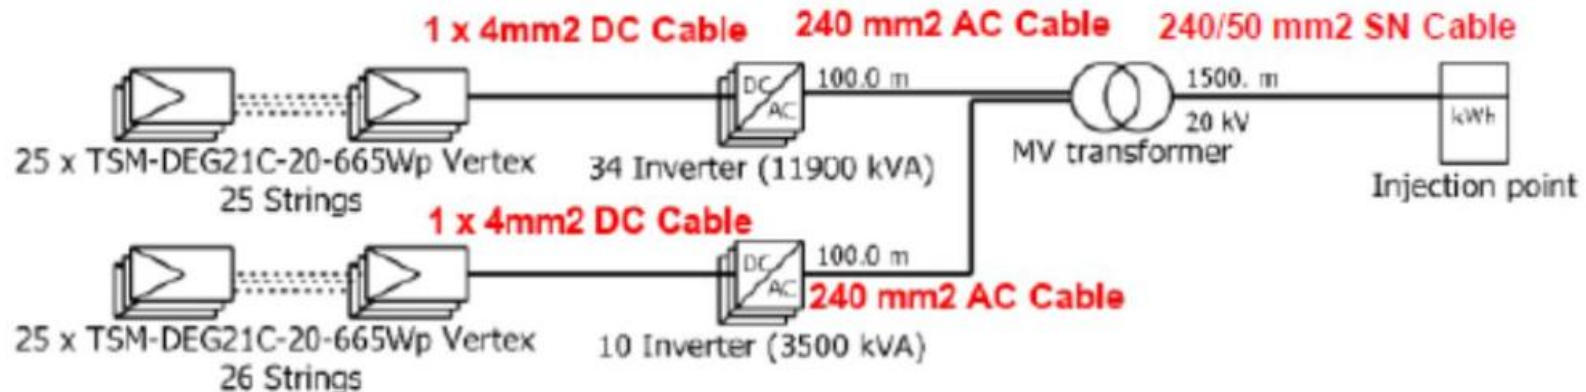 1 x 4mm2 DC Cable
240 mm2 AC Cable
240/50 mm2 SN Cable
DC
AC
100.0 m
1500. m
20 kV
kWh
25 x TSM-DEG21C-20-665Wp Vertex
25 Strings
34 Inverter (11900 kVA)
MV transformer
Injection point
1 x 4mm2 DC Cable
DC
AC
100.0 m
240 mm2 AC Cable
25 x TSM-DEG21C-20-665Wp Vertex
26 Strings
10 Inverter (3500 kVA)